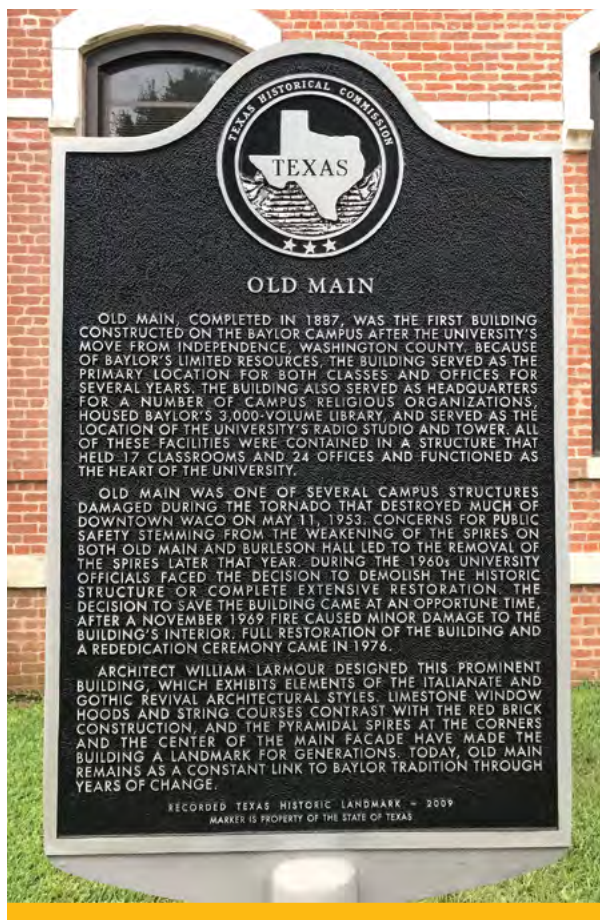 TEXAS HISTORICAL COMMISSION
TEXAS
OLD MAIN
OLD MAIN, COMPLETED IN 1887, WAS THE FIRST BUILDING
CONSTRUCTED ON THE BAYLOR CAMPUS AFTER THE UNIVERSITY'S
MOVE FROM INDEPENDENCE, WASHINGTON COUNTY. BECAUSE
OF BAYLOR'S LIMITED RESOURCES, THE BUILDING SERVED AS THE
PRIMARY LOCATION FOR BOTH CLASSES AND OFFICES FOR
SEVERAL YEARS. THE BUILDING ALSO SERVED AS HEADQUARTERS
FOR A NUMBER OF CAMPUS RELIGIOUS ORGANIZATIONS,
HOUSED BAYLOR'S 3,000-VOLUME LIBRARY, AND SERVED AS THE
LOCATION OF THE UNIVERSITY'S RADIO STUDIO AND TOWER. ALL
OF THESE FACILITIES WERE CONTAINED IN A STRUCTURE THAT
HELD 17 CLASSROOMS AND 24 OFFICES AND FUNCTIONED AS
THE HEART OF THE UNIVERSITY.
OLD MAIN WAS ONE OF SEVERAL CAMPUS STRUCTURES
DAMAGED DURING THE TORNADO THAT DESTROYED MUCH OF
DOWNTOWN WACO ON MAY 11, 1953. CONCERNS FOR PUBLIC
SAFETY STEMMING FROM THE WEAKENING OF THE SPIRES ON
BOTH OLD MAIN AND BURLESON HALL LED TO THE REMOVAL OF
THE SPIRES LATER THAT YEAR. DURING THE 1960s UNIVERSITY
OFFICIALS FACED THE DECISION TO DEMOLISH THE HISTORIC
STRUCTURE OR COMPLETE EXTENSIVE RESTORATION. THE
DECISION TO SAVE THE BUILDING CAME AT AN OPPORTUNE TIME,
AFTER A NOVEMBER 1969 FIRE CAUSED MINOR DAMAGE TO THE
BUILDING'S INTERIOR. FULL RESTORATION OF THE BUILDING AND
A REDEDICATION CEREMONY CAME IN 1976.
ARCHITECT WILLIAM LARMOUR DESIGNED THIS PROMINENT
BUILDING, WHICH EXHIBITS ELEMENTS OF THE ITALIANATE AND
GOTHIC REVIVAL ARCHITECTURAL STYLES. LIMESTONE WINDOW
HOODS AND STRING COURSES CONTRAST WITH THE RED BRICK
CONSTRUCTION, AND THE PYRAMIDAL SPIRES AT THE CORNERS
AND THE CENTER OF THE MAIN FACADE HAVE MADE THE
BUILDING A LANDMARK FOR GENERATIONS. TODAY, OLD MAIN
REMAINS AS A CONSTANT LINK TO BAYLOR TRADITION THROUGH
YEARS OF CHANGE.
RECORDED TEXAS HISTORIC LANDMARK – 2009
MARKER IS PROPERTY OF THE STATE OF TEXAS